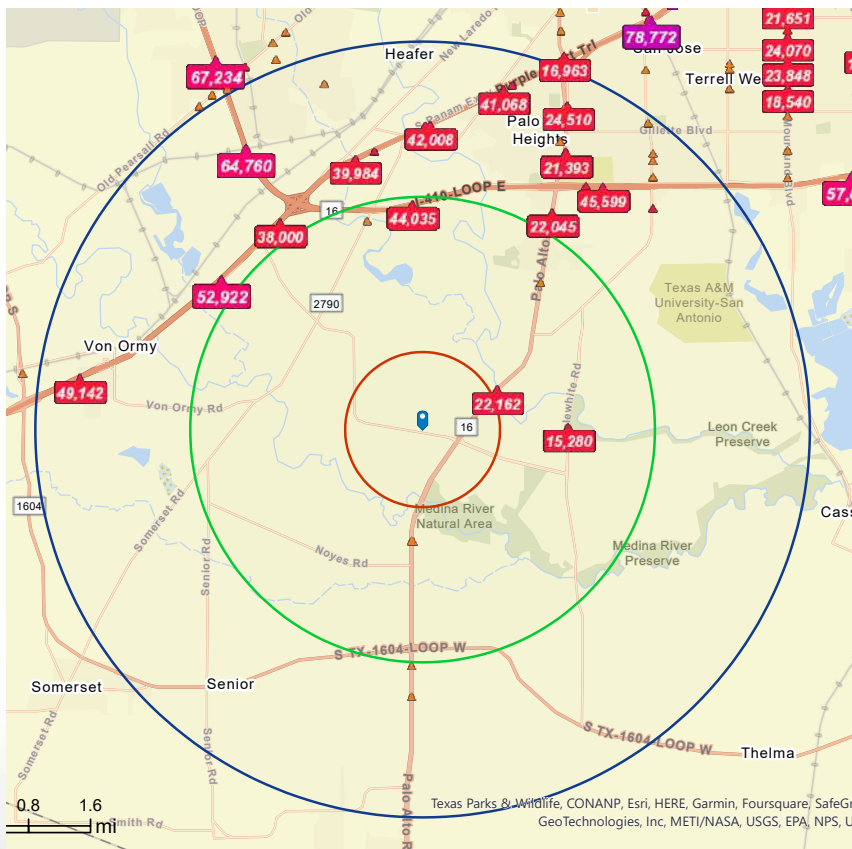 21,651
78,772
Heafer
San Jose
24,070
67,234
16,963
Terrell We
23,848
18,540
41,068
Palo
Heights
24,510
42,008
Gillette Blvd
Old Pearsall Rd
64,760
39,984
21,393
I-410-LOOP E
45,599
57,
16
44,035
22,045
38,000
Palo Alto
52,922
2790
Texas A&M
University-San
Antonio
Von Ormy
49,142
Von Ormy Rd
22,162
16
15,280
Leon Creek
Preserve
1604
Somerset Rd
Medina River
Natural Area
Cass
Noyes Rd
Senior Rd
Medina River
Preserve
S TX-1604-LOOP W
Somerset
Senior
Somerset Rd
Senior Rd
S TX-1604-LOOP W
Thelma
Palo Alto R
0.8 1.6
mi
Smith Rd
Texas Parks & Wildlife, CONANP, Esri, HERE, Garmin, Foursquare, SafeGr
GeoTechnologies, Inc, METI/NASA, USGS, EPA, NPS, U